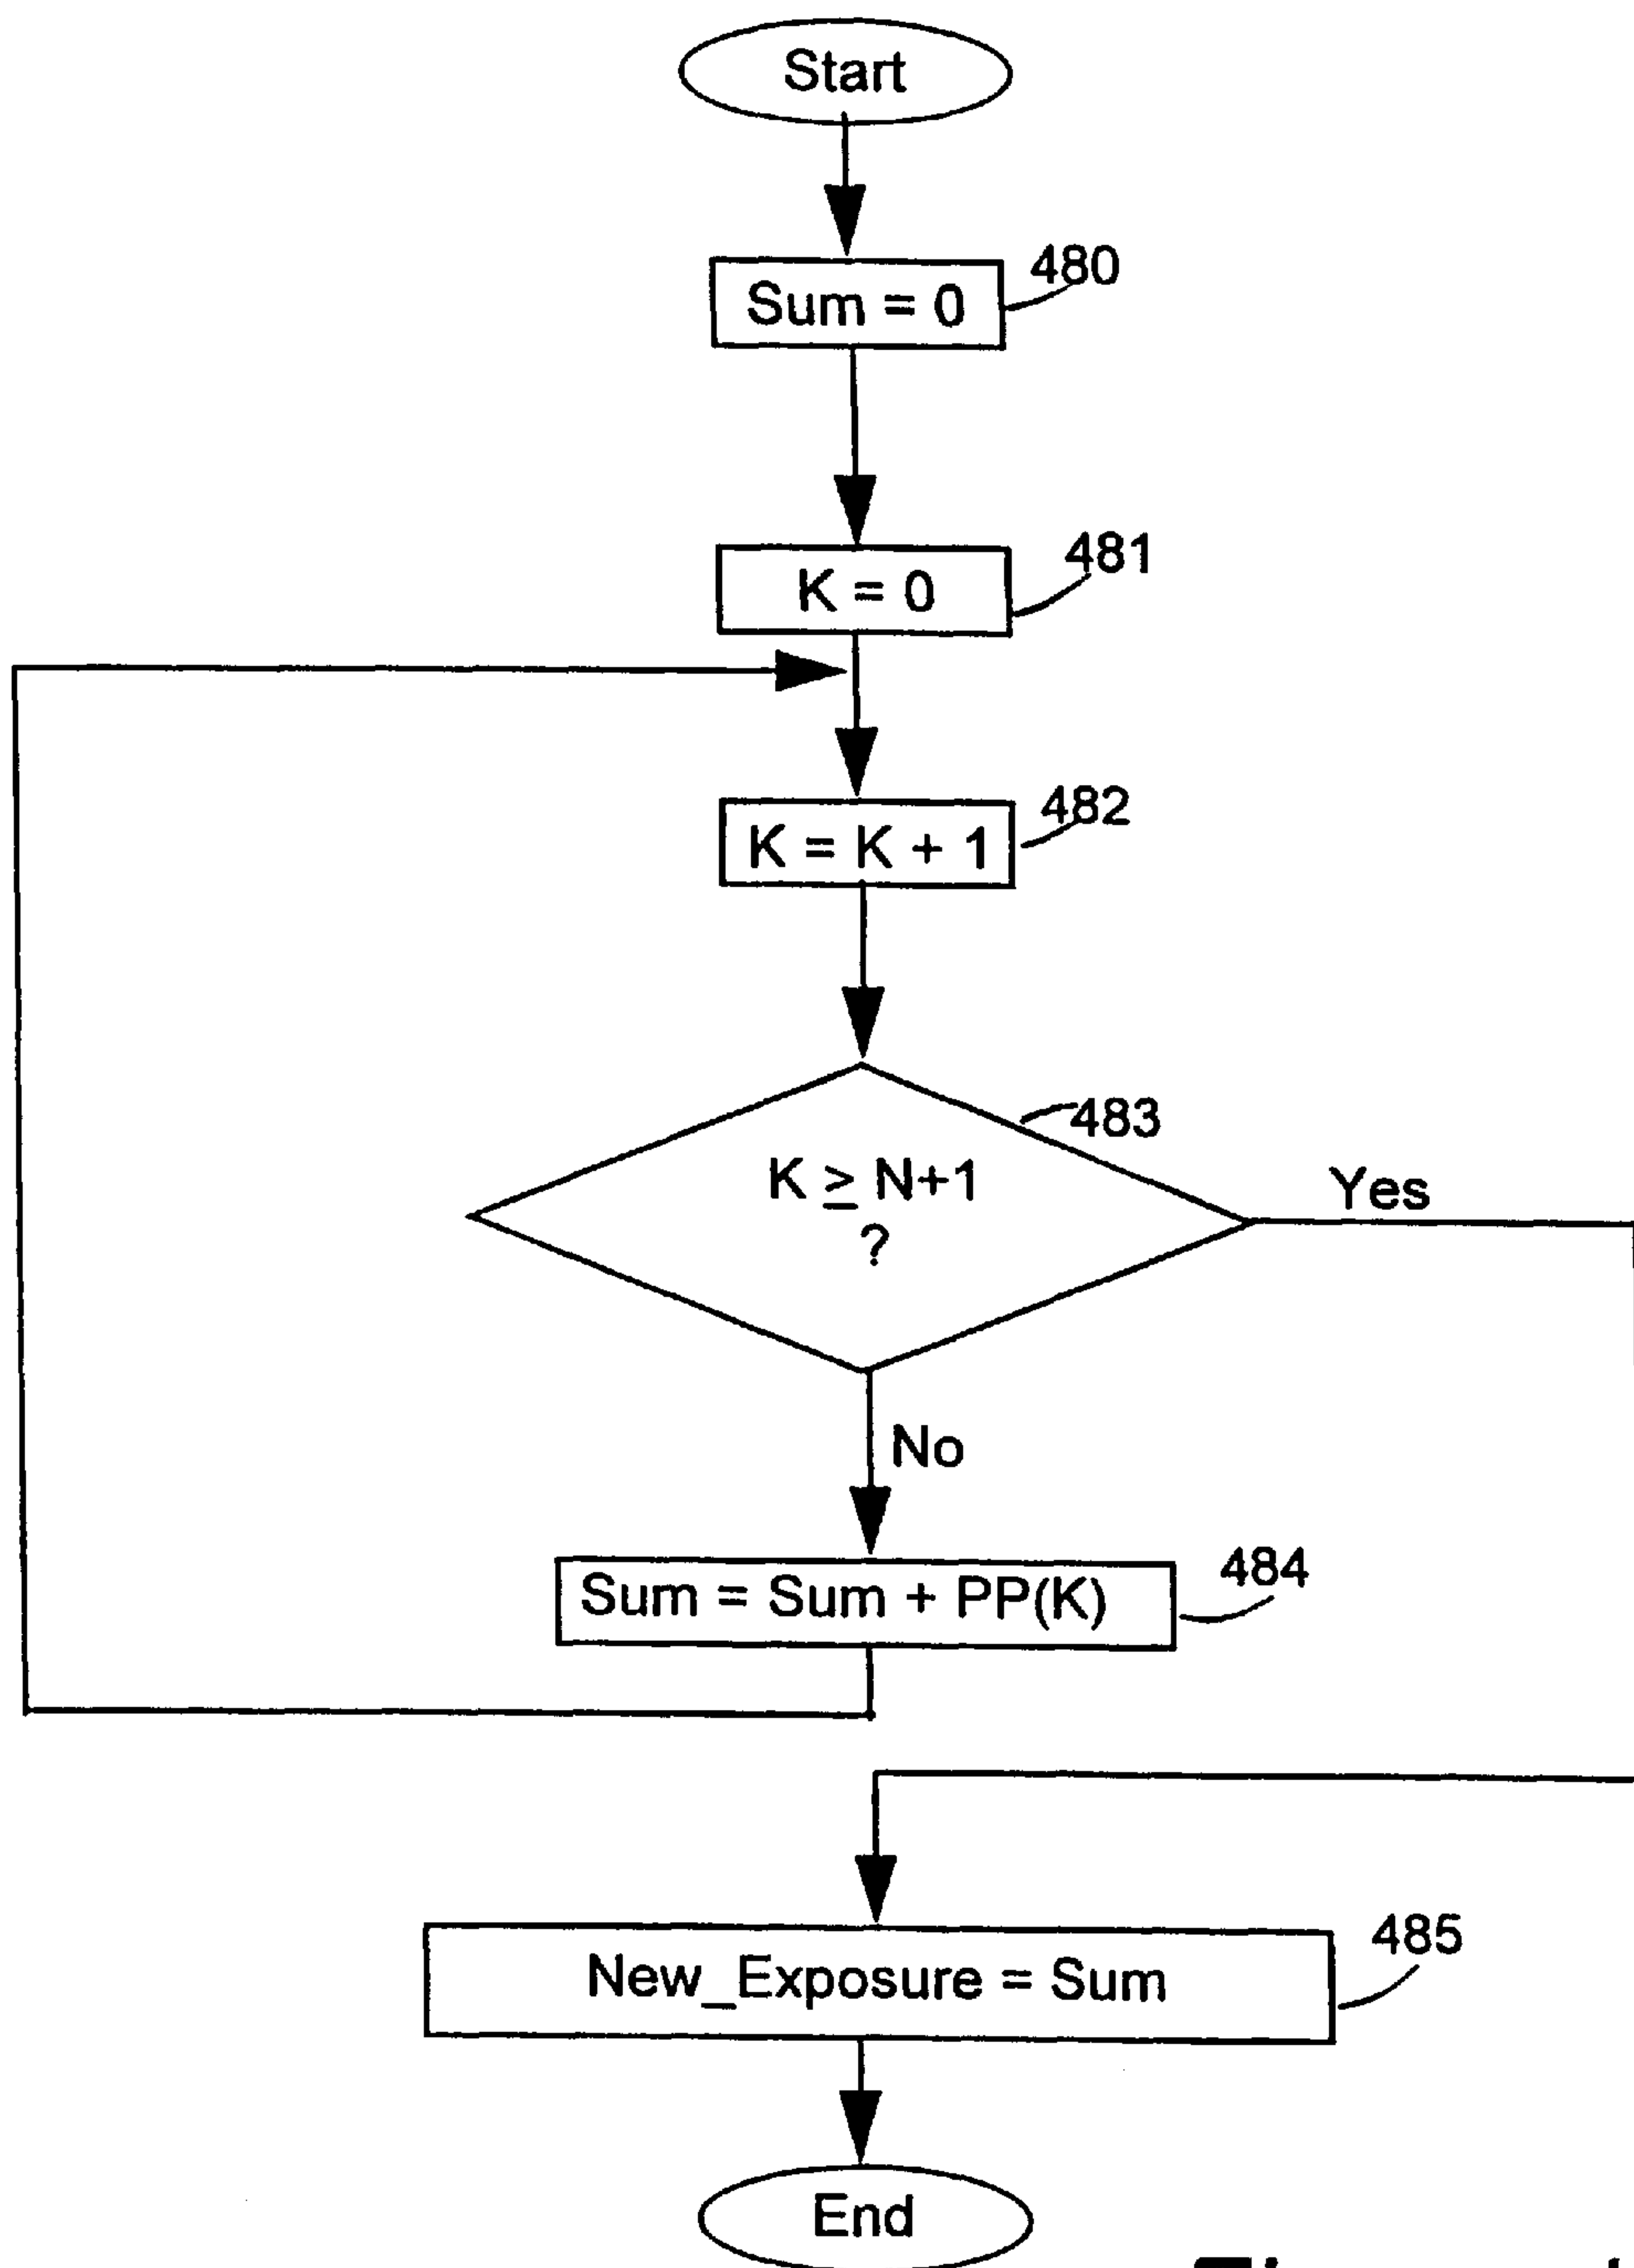 Start
480
Sum = 0
481
K = 0
482
K = K + 1
483
K ≥ N+1
?
Yes
No
484
Sum = Sum + PP(K)
485
New_Exposure = Sum
End